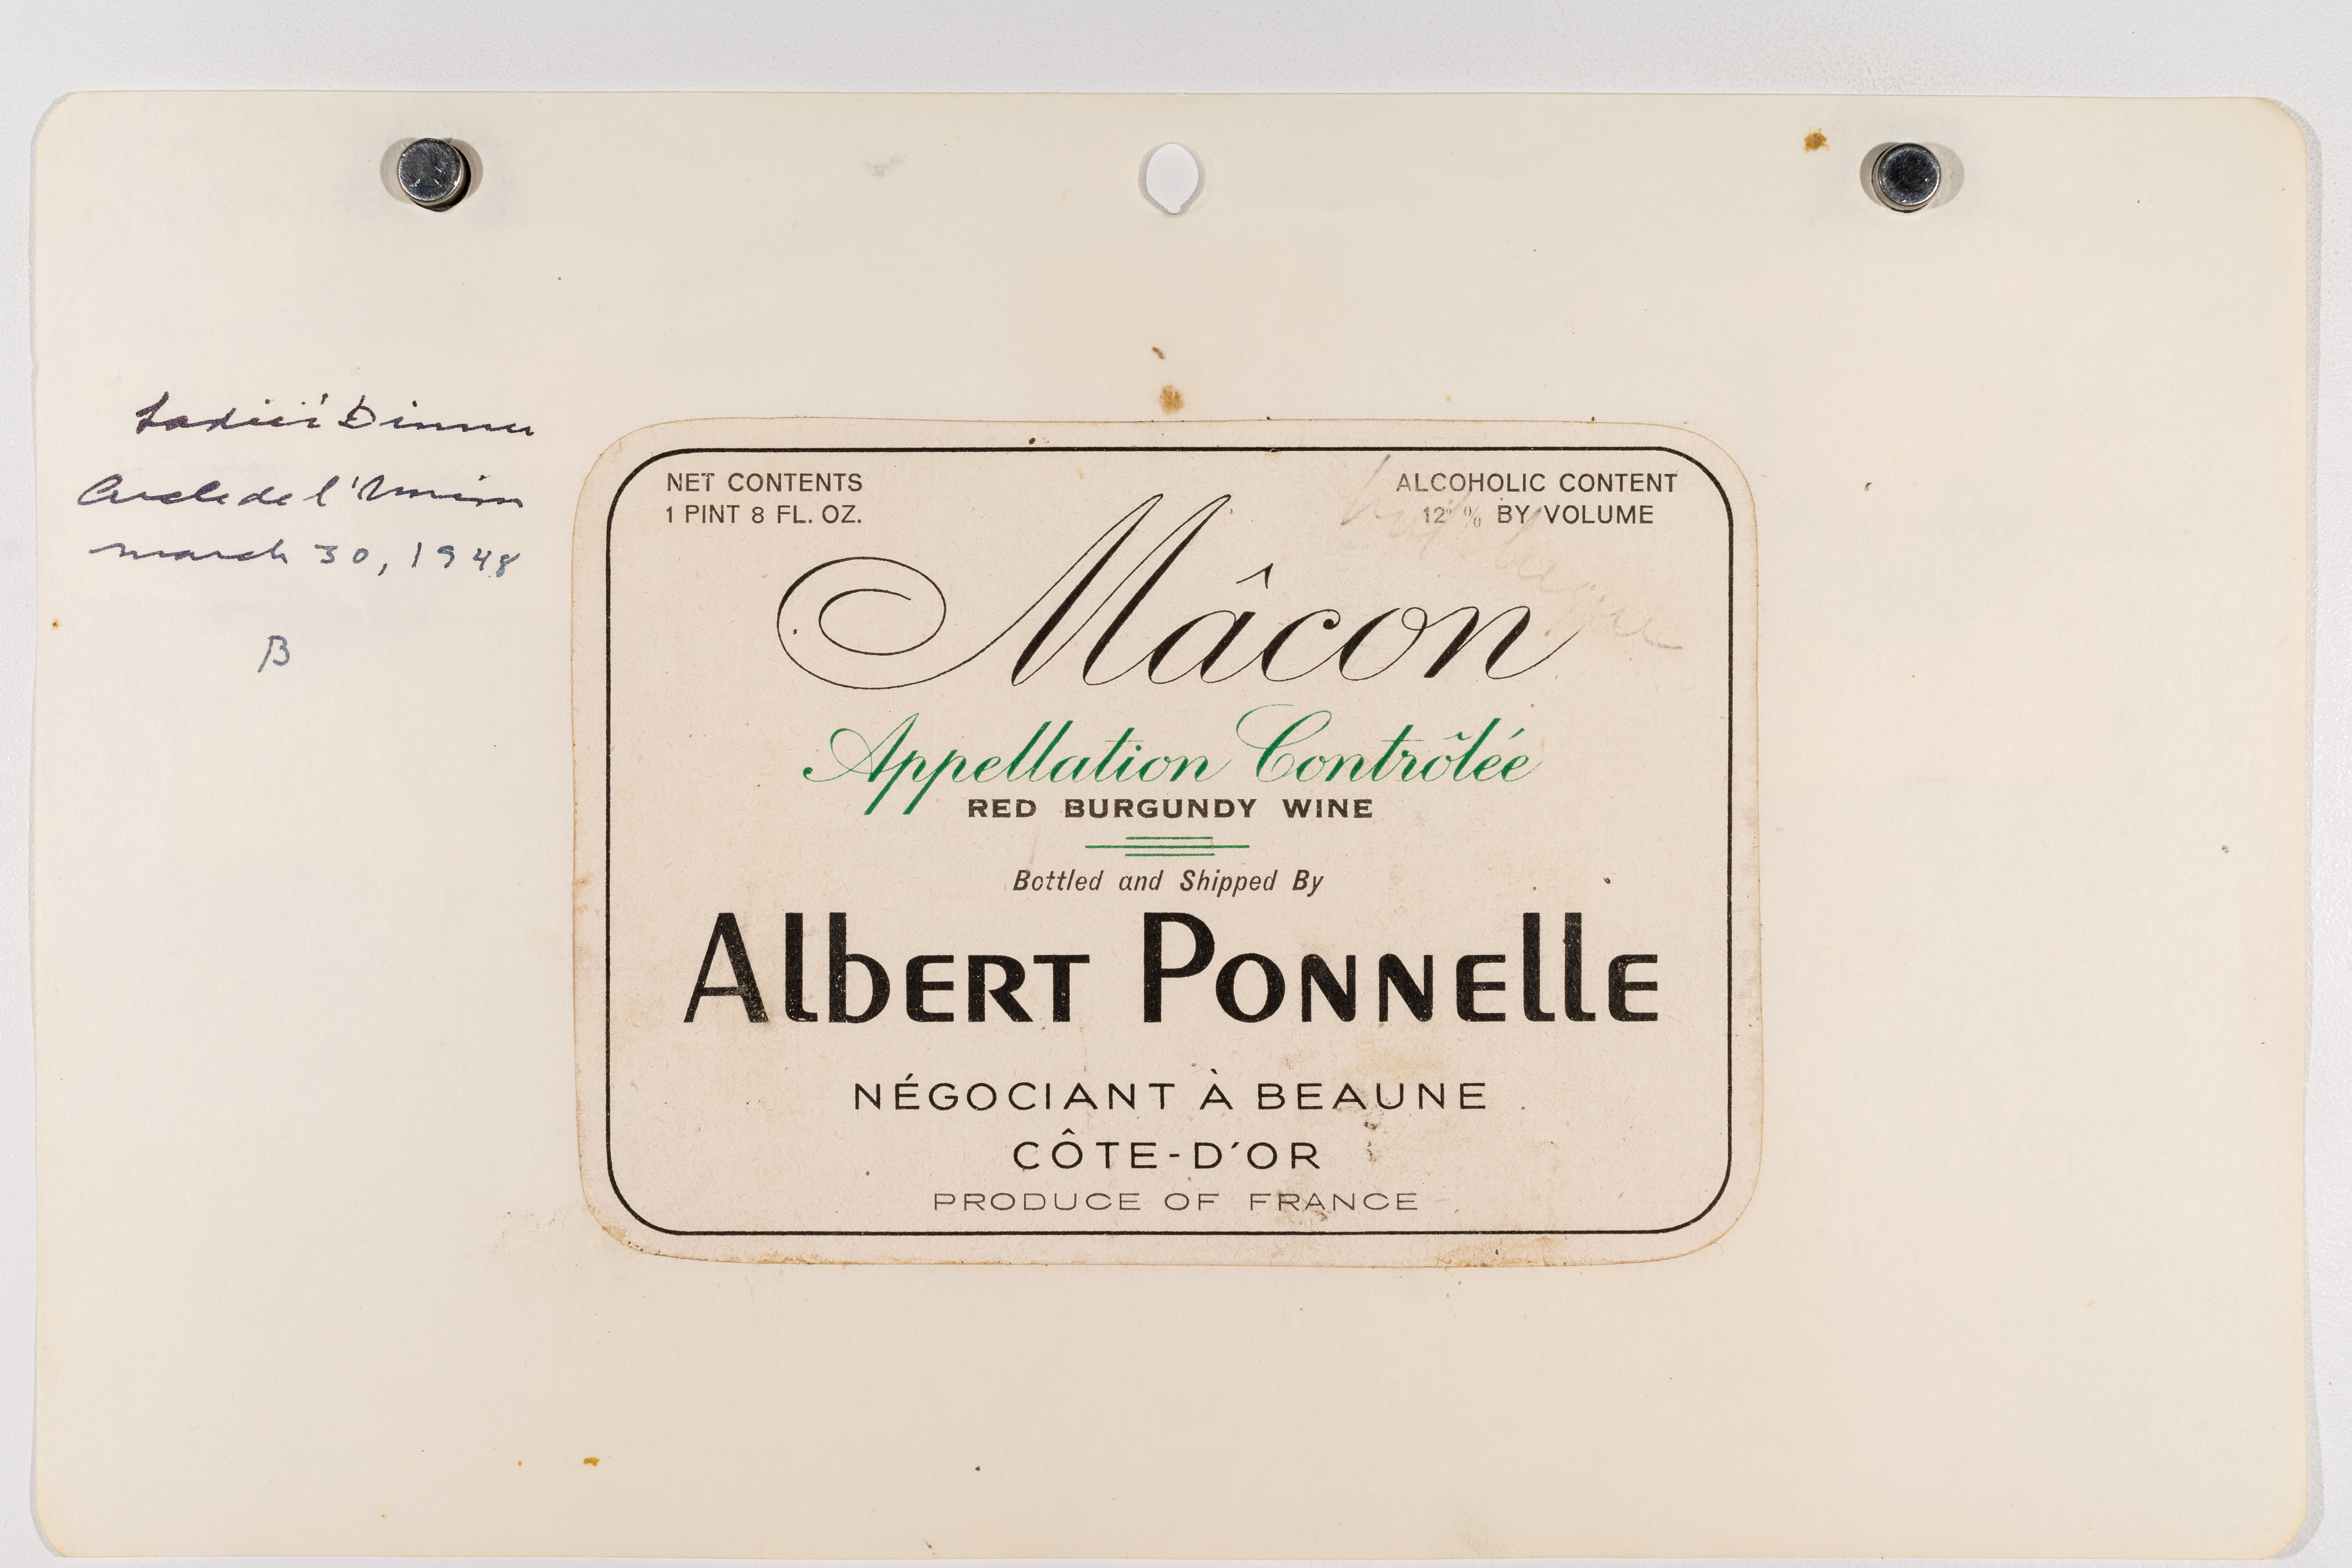 Ladies' Dinner
Cercle de l'Union
March 30, 1948
B
NET CONTENTS
1 PINT 8 FL. OZ.
ALCOHOLIC CONTENT
12° % BY VOLUME
Mâcon
Appellation Contrôlée
RED BURGUNDY WINE
Bottled and Shipped By
Albert Ponnelle
NÉGOCIANT À BEAUNE
CÔTE-D'OR
PRODUCE OF FRANCE